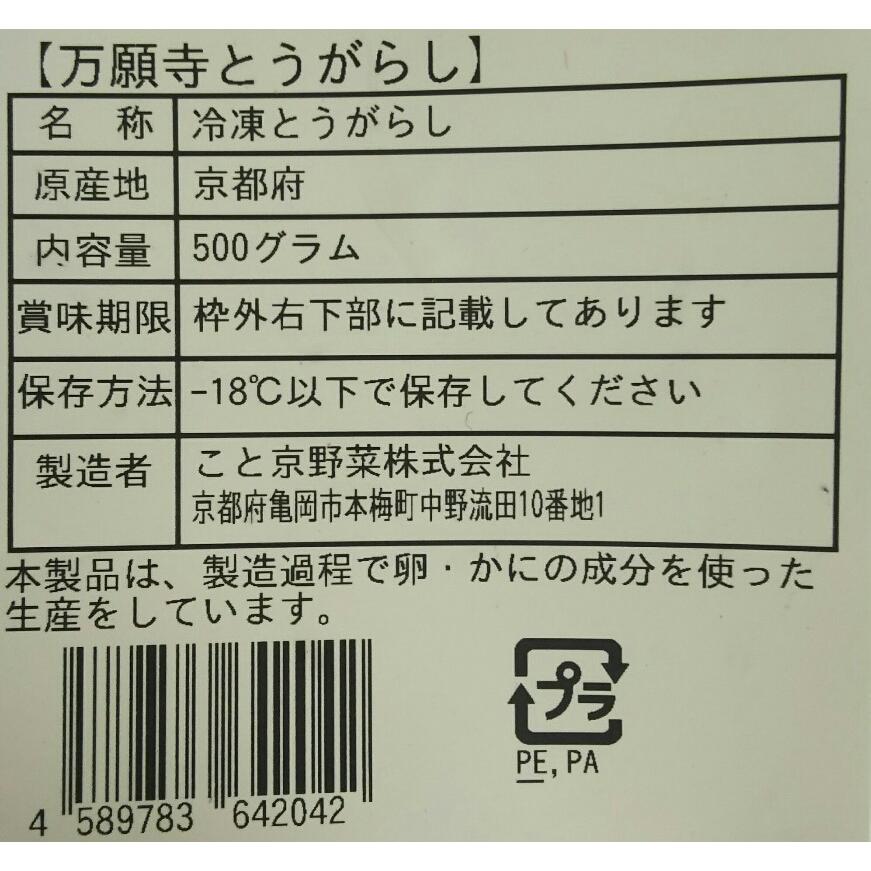 【万願寺とうがらし】
名　称 冷凍とうがらし
原産地 京都府
内容量 500グラム
賞味期限 枠外右下部に記載してあります
保存方法 -18℃以下で保存してください
製造者 こと京野菜株式会社
京都府亀岡市本梅町中野流田10番地1
本製品は、製造過程で卵・かにの成分を使った
生産をしています。
プラ
PE, PA
4 589783 642042